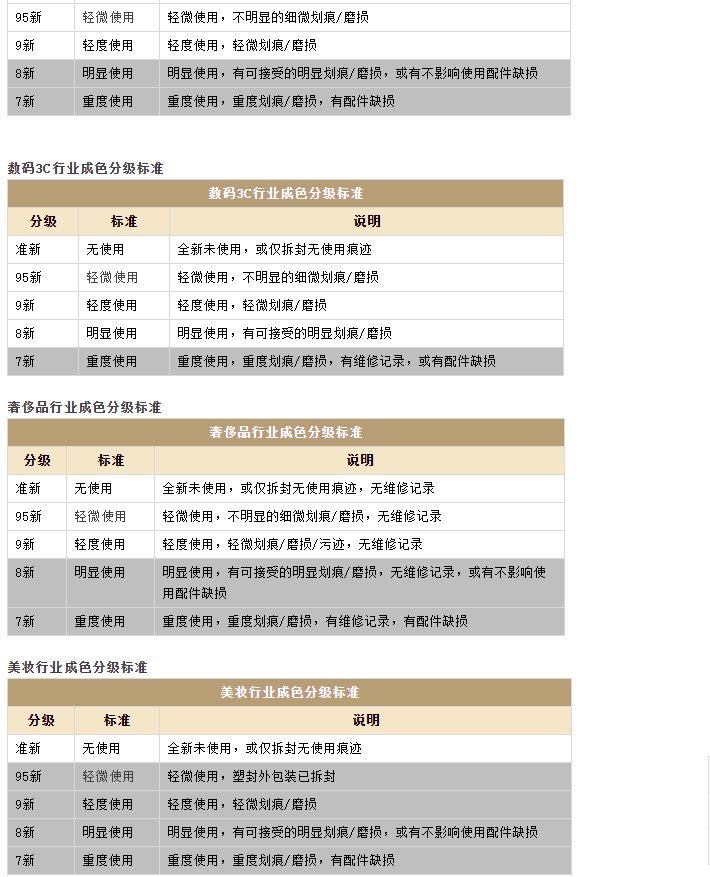 95新 轻微使用 轻微使用，不明显的细微划痕/磨损
9新 轻度使用 轻度使用，轻微划痕/磨损
8新 明显使用 明显使用，有可接受的明显划痕/磨损，或有不影响使用配件缺损
7新 重度使用 重度使用，重度划痕/磨损，有配件缺损
数码3C行业成色分级标准
数码3C行业成色分级标准
分级 标准 说明
准新 无使用 全新未使用，或仅拆封无使用痕迹
95新 轻微使用 轻微使用，不明显的细微划痕/磨损
9新 轻度使用 轻度使用，轻微划痕/磨损
8新 明显使用 明显使用，有可接受的明显划痕/磨损
7新 重度使用 重度使用，重度划痕/磨损，有维修记录，或有配件缺损
奢侈品行业成色分级标准
奢侈品行业成色分级标准
分级 标准 说明
准新 无使用 全新未使用，或仅拆封无使用痕迹，无维修记录
95新 轻微使用 轻微使用，不明显的细微划痕/磨损，无维修记录
9新 轻度使用 轻度使用，轻微划痕/磨损/污迹，无维修记录
8新 明显使用 明显使用，有可接受的明显划痕/磨损，无维修记录，或有不影响使
用配件缺损
7新 重度使用 重度使用，重度划痕/磨损，有维修记录，有配件缺损
美妆行业成色分级标准
美妆行业成色分级标准
分级 标准 说明
准新 无使用 全新未使用，或仅拆封无使用痕迹
95新 轻微使用 轻微使用，塑封外包装已拆封
9新 轻度使用 轻度使用，轻微划痕/磨损
8新 明显使用 明显使用，有可接受的明显划痕/磨损，或有不影响使用配件缺损
7新 重度使用 重度使用，重度划痕/磨损，有配件缺损